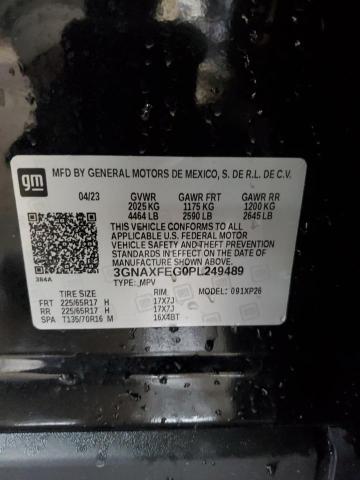 gm
MFD BY GENERAL MOTORS DE MEXICO, S. DE R.L. DE C.V.
04/23 GVWR GAWR FRT GAWR RR
2025 KG 1175 KG 1200 KG
4464 LB 2590 LB 2645 LB
THIS VEHICLE CONFORMS TO ALL APPLICABLE
U.S. FEDERAL MOTOR
VEHICLE SAFETY, BUMPER, AND THEFT
PREVENTION STANDARDS IN EFFECT ON THE
DATE OF MANUFACTURE SHOWN ABOVE.
384A
3GNAXFEG0PL249489
TYPE: MPV MODEL: 091XP26
TIRE SIZE RIM
FRT 225/65R17 H 17X7J
RR 225/65R17 H 17X7J
SPA T135/70R16 M 16X4BT